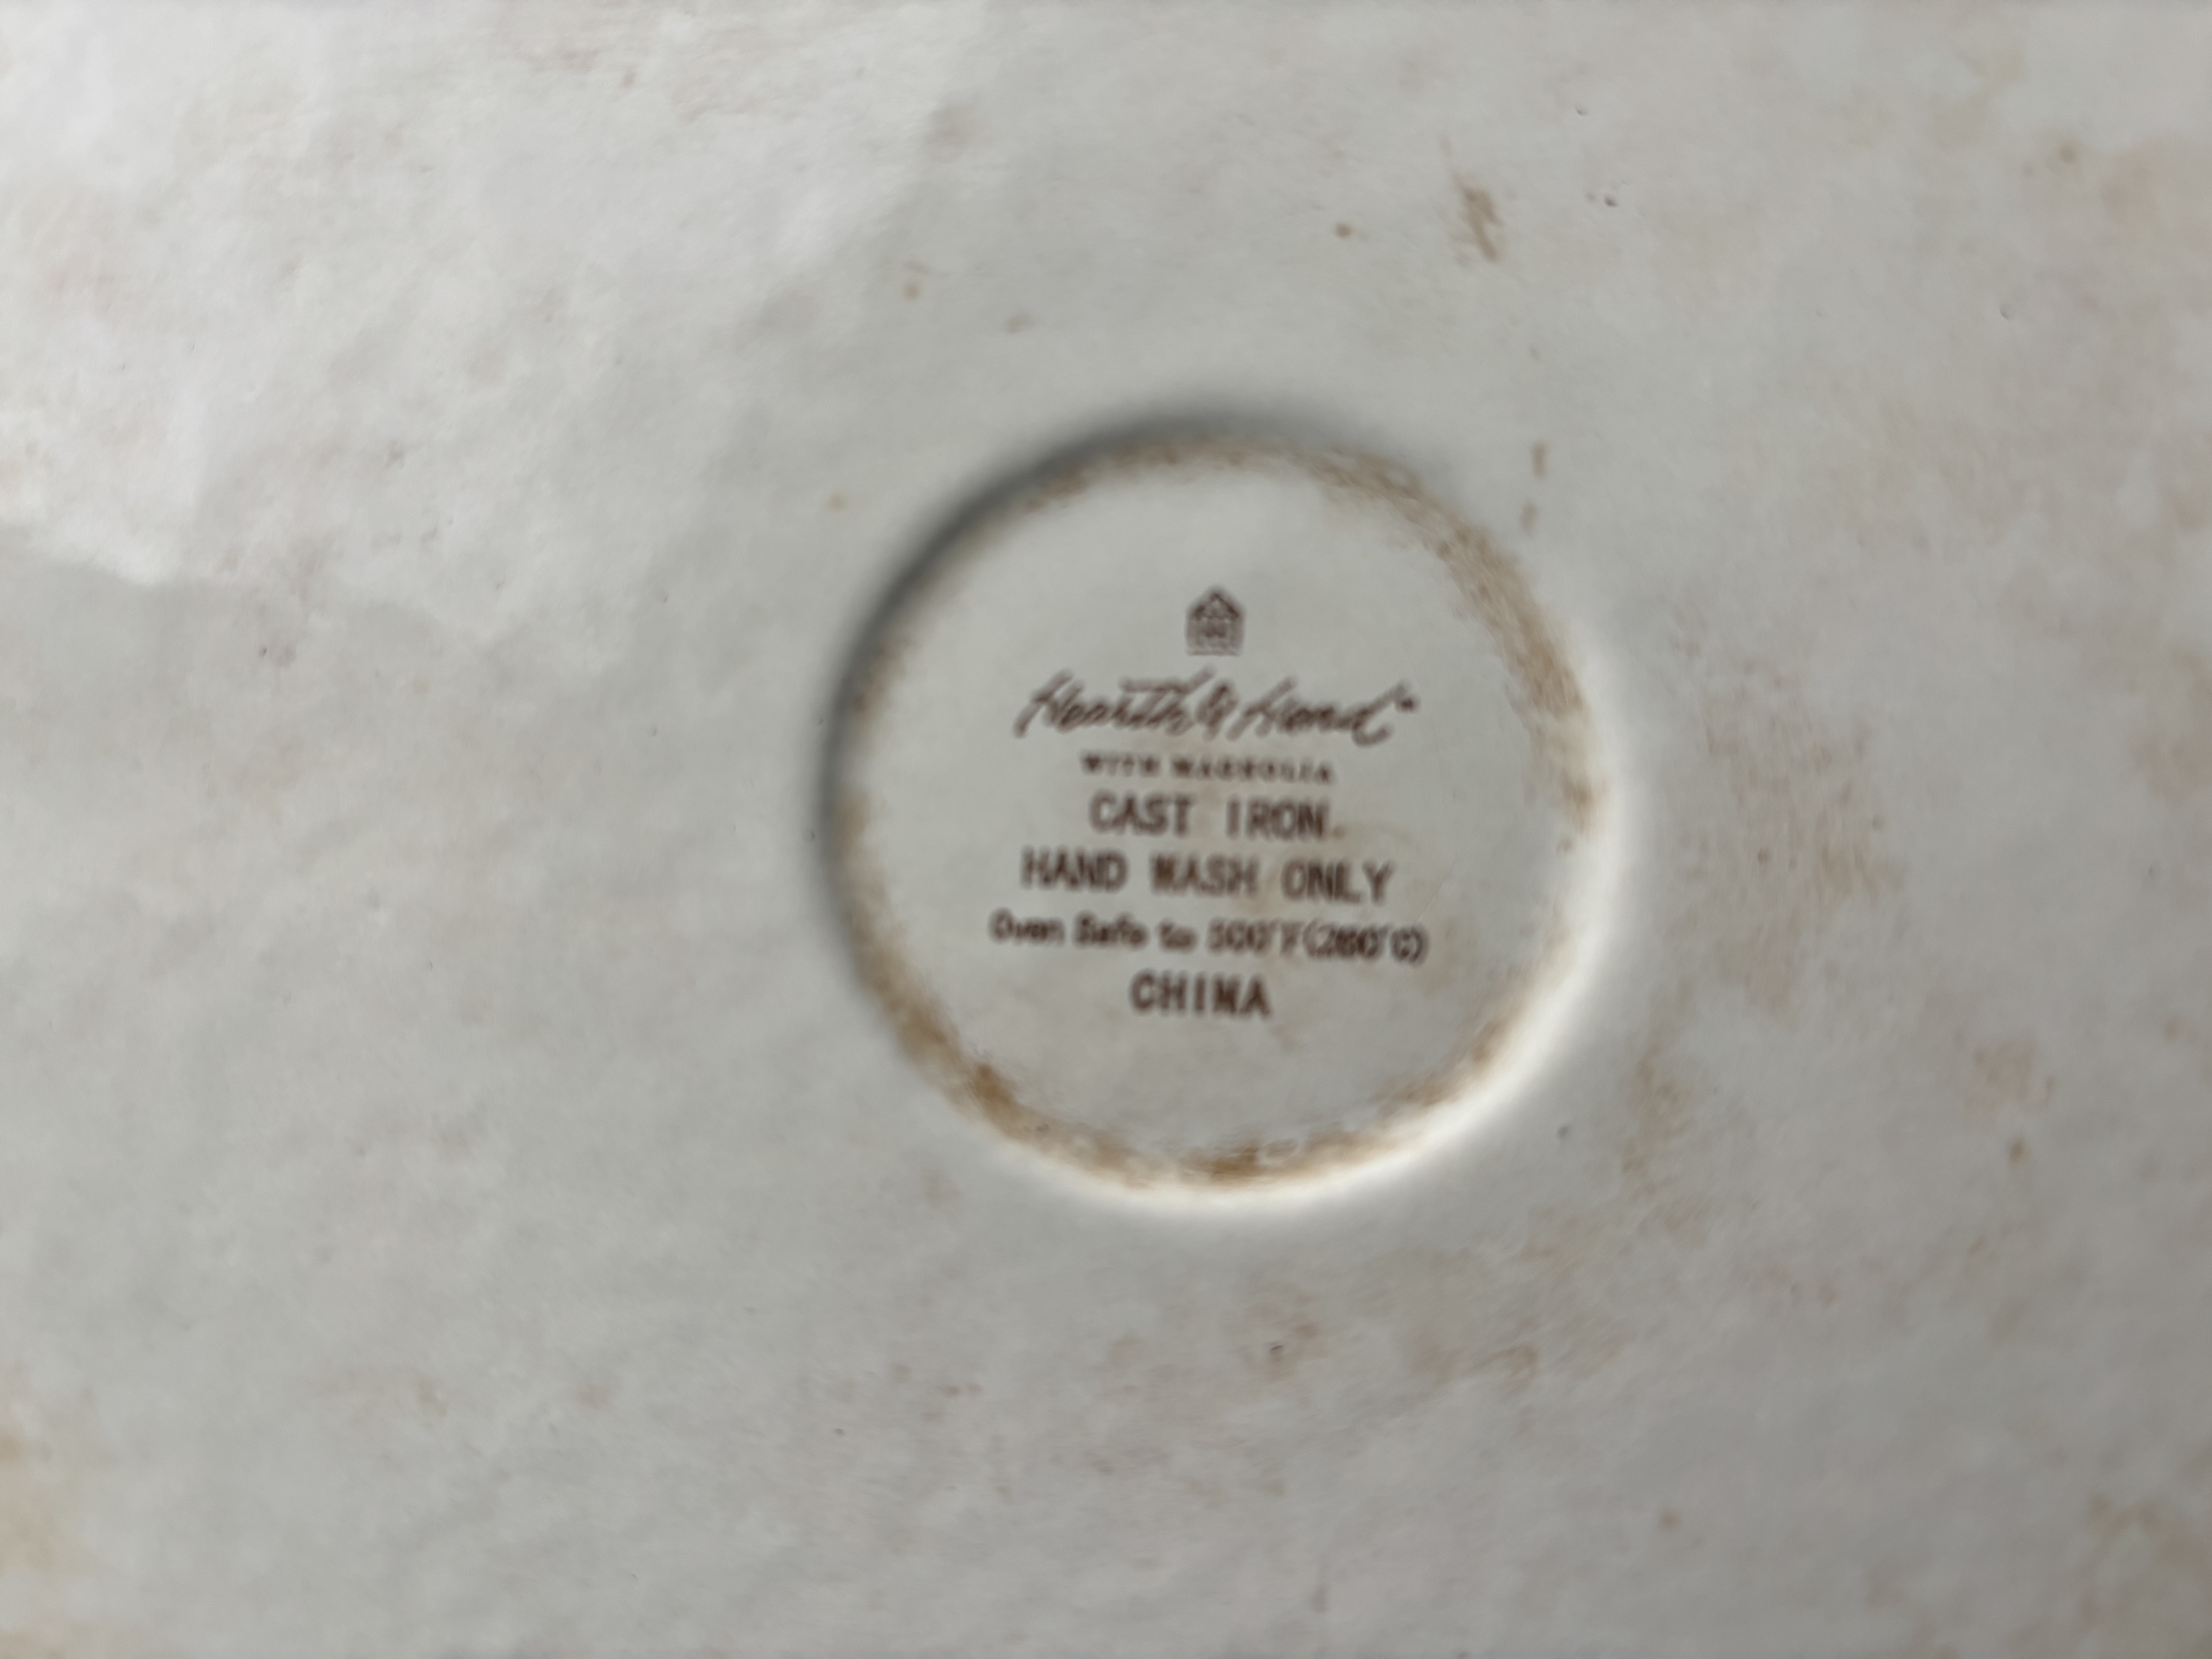 Hearth & Hand®
WITH MAGNOLIA
CAST IRON.
HAND WASH ONLY
Oven Safe to 500°F(260°C)
CHINA